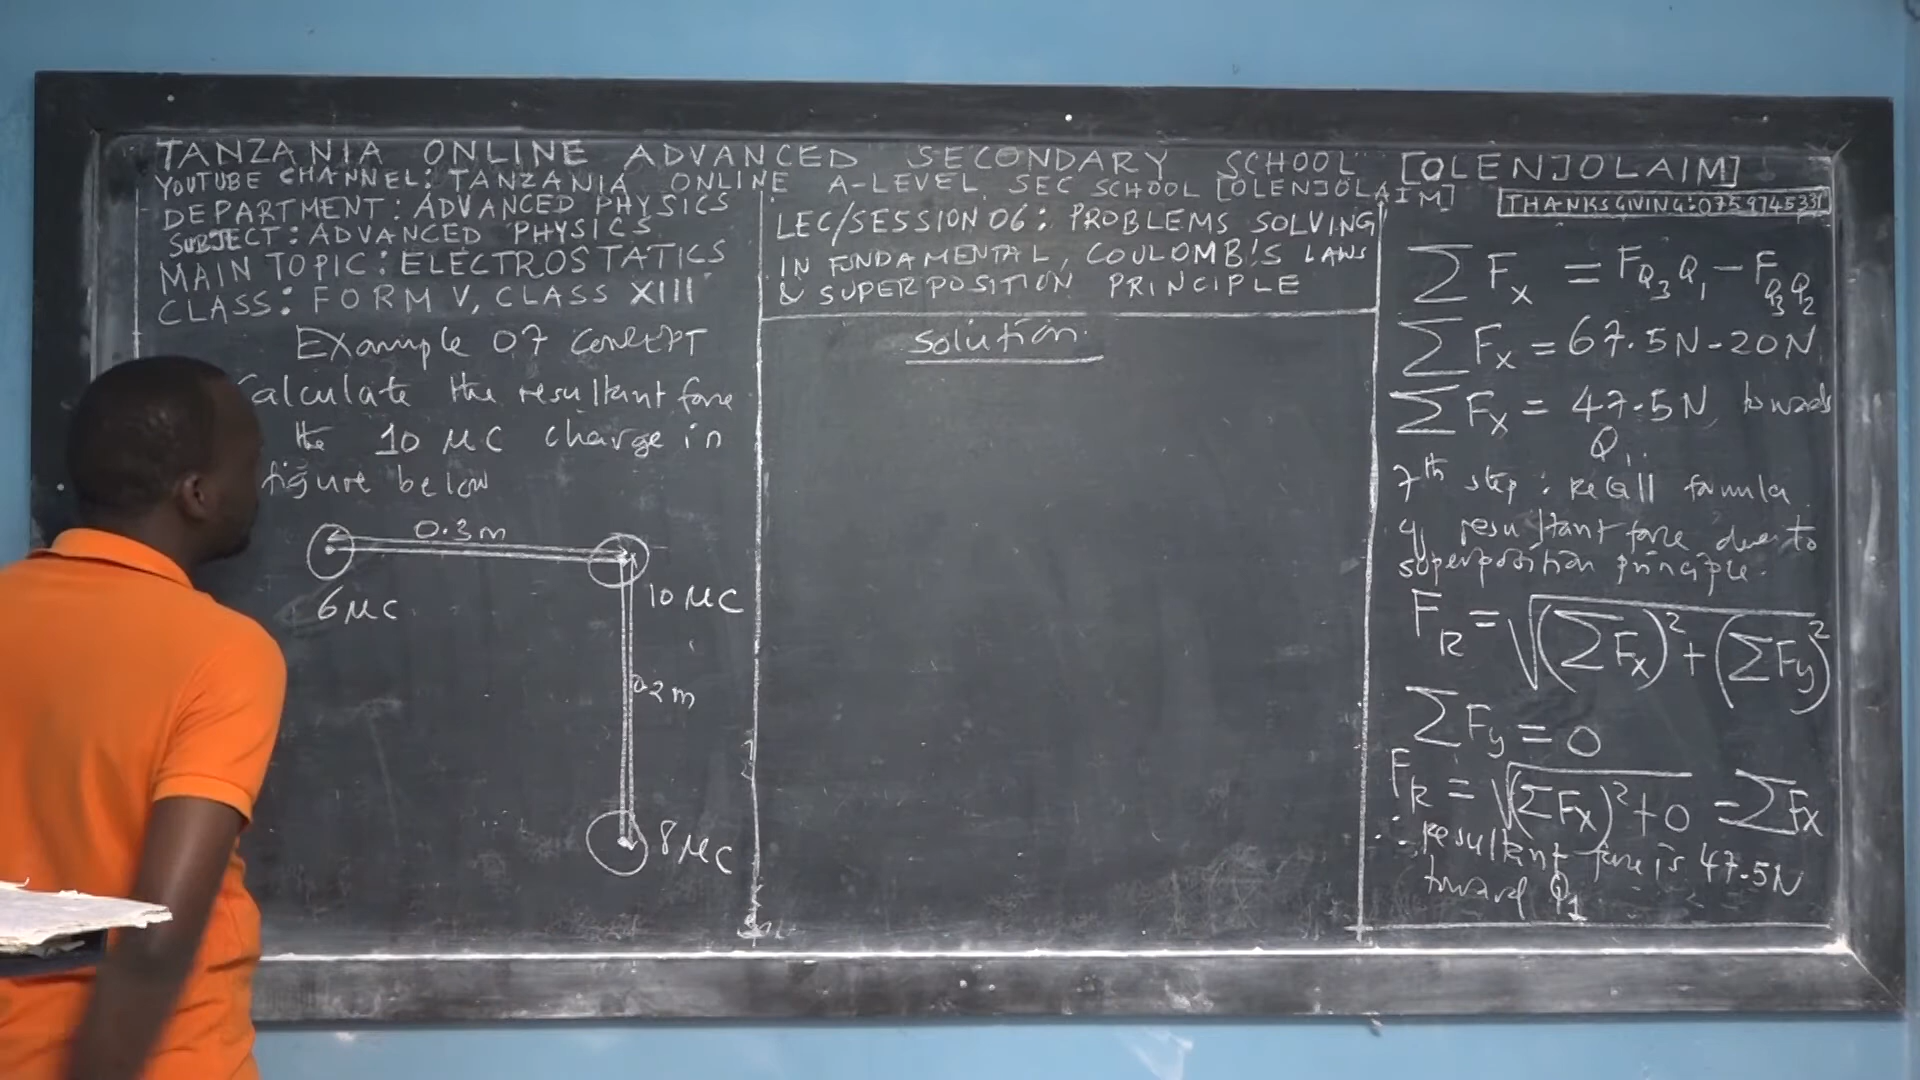 TANZANIA ONLINE ADVANCED SECONDARY SCHOOL [OLENJOLAIM]
YOUTUBE CHANNEL: TANZANIA ONLINE A-LEVEL SEC SCHOOL [OLENJOLAIM]
THANKS GIVING: 0759745331
DEPARTMENT: ADVANCED PHYSICS
SUBJECT: ADVANCED PHYSICS
MAIN TOPIC: ELECTROSTATICS
CLASS: FORM V, CLASS XIII
Example 07 CONCEPT
Calculate the resultant force
the 10 μC charge in
figure below
0.3m
6μC
10 μC
0.2m
8μC
LEC/SESSION 06: PROBLEMS SOLVING
IN FUNDAMENTAL, COULOMB'S LAWS
& SUPERPOSITION PRINCIPLE
Solution
∑Fx = FQ3Q1 - FQ3Q2
∑Fx = 67.5N - 20N
∑Fx = 47.5N towards
Q1.
7th step: recall formula
of resultant force due to
superposition principle.
FR = √(∑Fx)² + (∑Fy)²
∑Fy = 0
FR = √(∑Fx)² + 0 = ∑Fx
∴ Resultant force is 47.5N
toward Q1